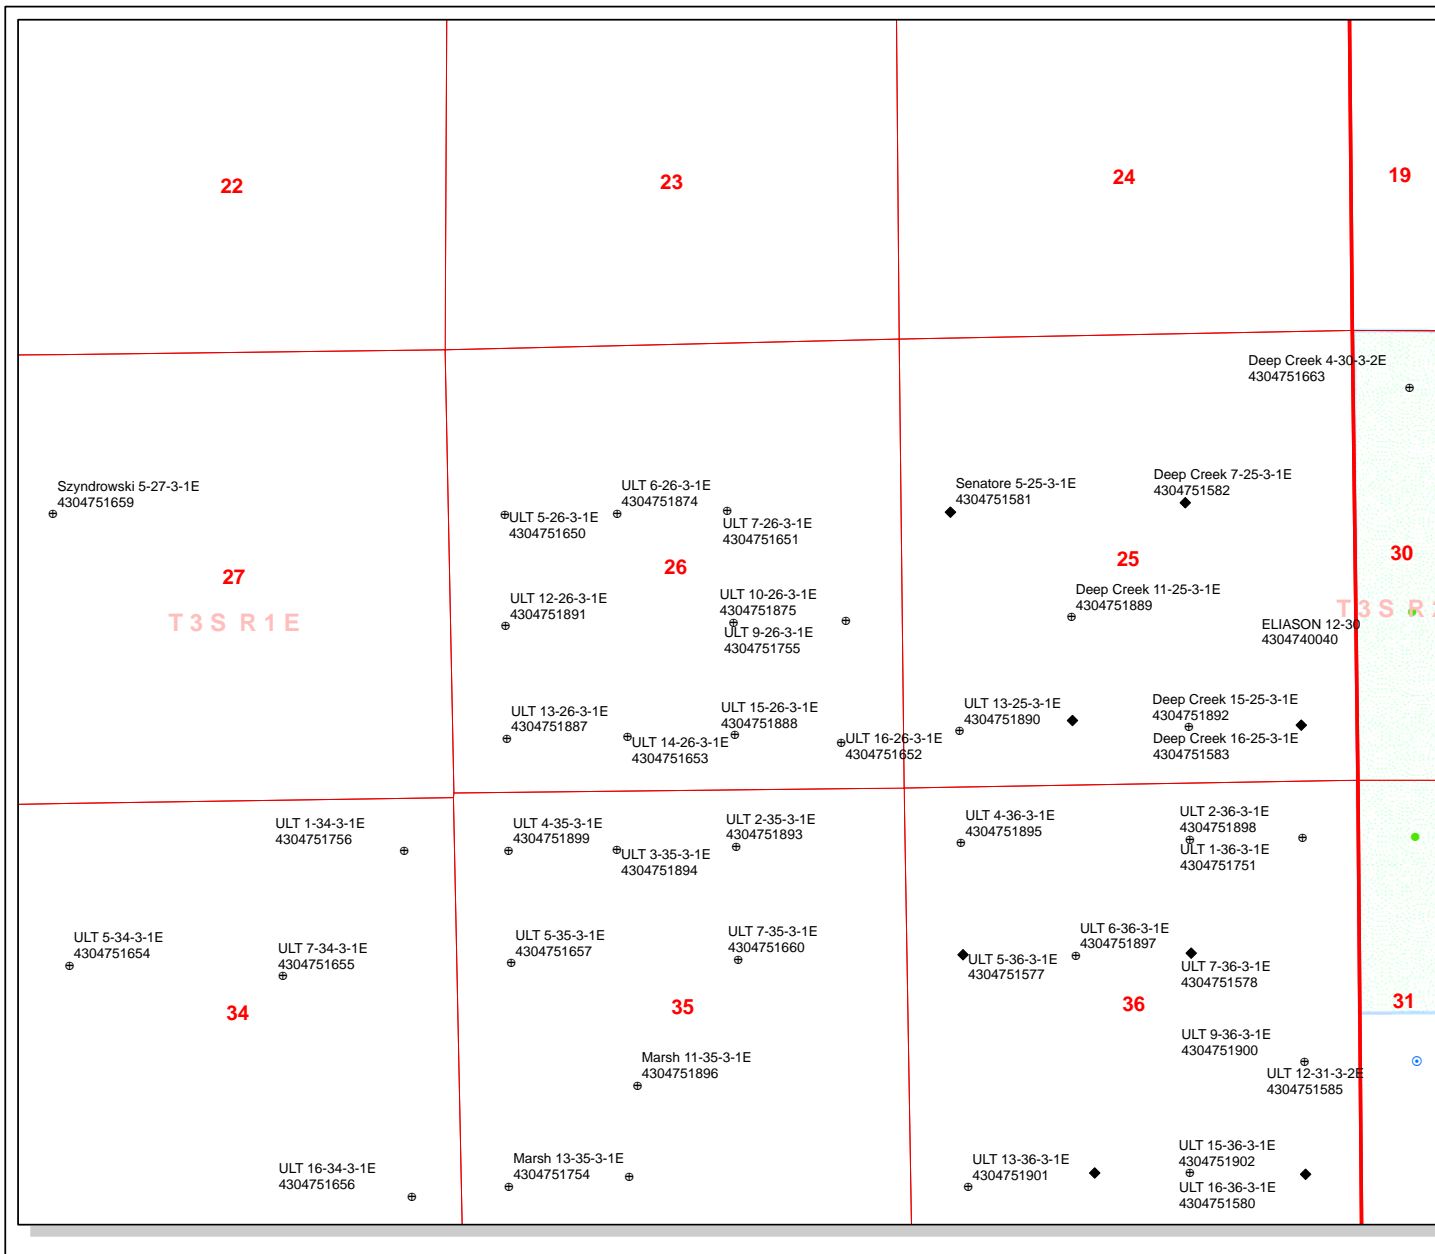 22
23
24
19
Deep Creek 4-30-3-2E
4304751663
Szyndrowski 5-27-3-1E
4304751659
ULT 6-26-3-1E
4304751874
ULT 5-26-3-1E
4304751650
ULT 7-26-3-1E
4304751651
Senatore 5-25-3-1E
4304751581
Deep Creek 7-25-3-1E
4304751582
27
26
25
30
T3S R1E
T3S R2
ULT 12-26-3-1E
4304751891
ULT 10-26-3-1E
4304751875
ULT 9-26-3-1E
4304751755
Deep Creek 11-25-3-1E
4304751889
ELIASON 12-30
4304740040
ULT 13-26-3-1E
4304751887
ULT 14-26-3-1E
4304751653
ULT 15-26-3-1E
4304751888
ULT 16-26-3-1E
4304751652
ULT 13-25-3-1E
4304751890
Deep Creek 15-25-3-1E
4304751892
Deep Creek 16-25-3-1E
4304751583
ULT 1-34-3-1E
4304751756
ULT 4-35-3-1E
4304751899
ULT 3-35-3-1E
4304751894
ULT 2-35-3-1E
4304751893
ULT 4-36-3-1E
4304751895
ULT 2-36-3-1E
4304751898
ULT 1-36-3-1E
4304751751
ULT 5-34-3-1E
4304751654
ULT 7-34-3-1E
4304751655
ULT 5-35-3-1E
4304751657
ULT 7-35-3-1E
4304751660
ULT 5-36-3-1E
4304751577
ULT 6-36-3-1E
4304751897
ULT 7-36-3-1E
4304751578
34
35
36
31
Marsh 11-35-3-1E
4304751896
ULT 9-36-3-1E
4304751900
ULT 12-31-3-2E
4304751585
ULT 16-34-3-1E
4304751656
Marsh 13-35-3-1E
4304751754
ULT 13-36-3-1E
4304751901
ULT 15-36-3-1E
4304751902
ULT 16-36-3-1E
4304751580